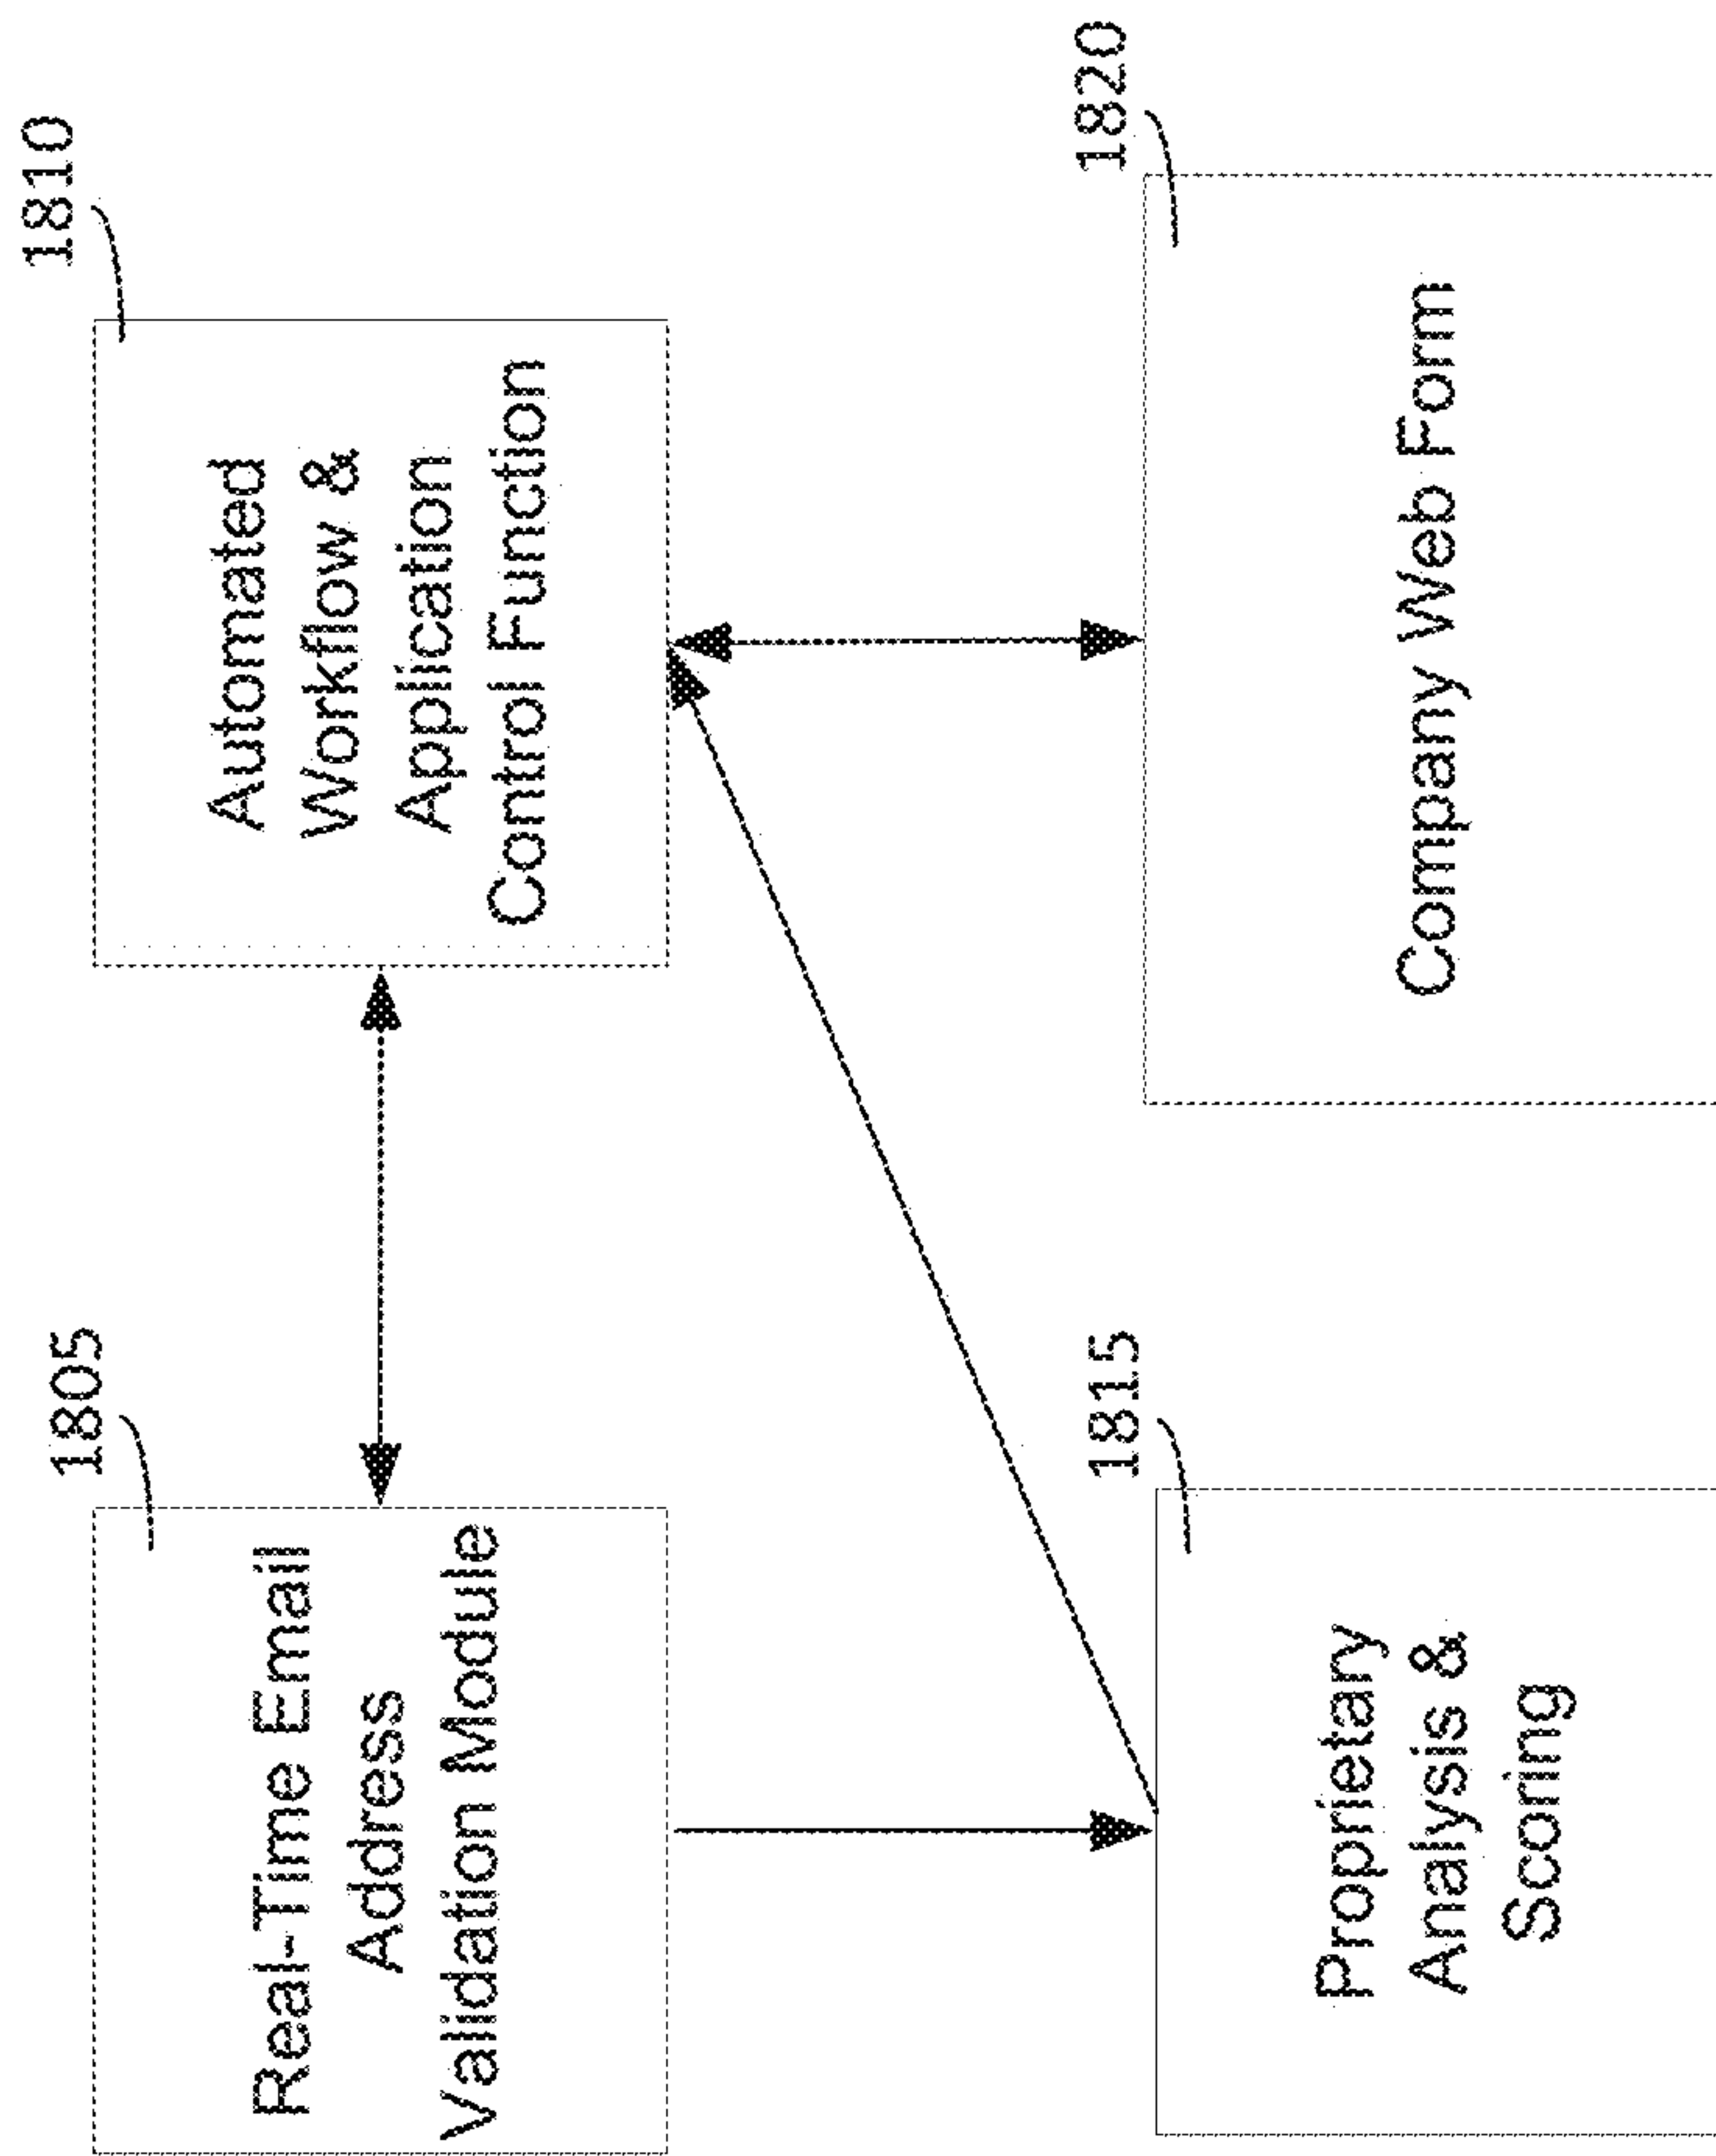 1805
Real-Time Email
Address
Validation Module
1810
Automated
Workflow &
Application
Control Function
1815
Proprietary
Analysis &
Scoring
1820
Company Web Form